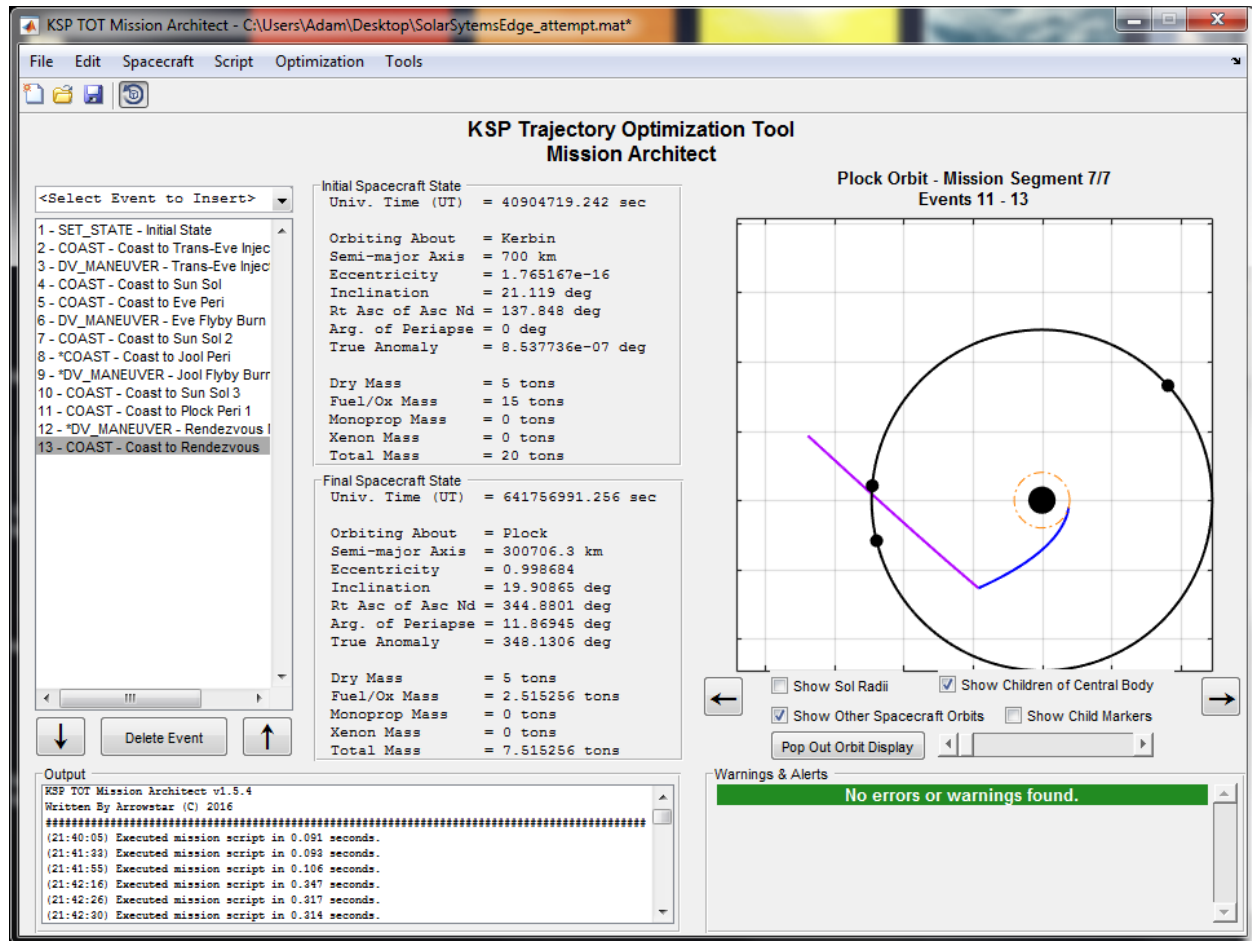 KSP TOT Mission Architect - C:\Users\Adam\Desktop\SolarSytemsEdge_attempt.mat*
File Edit Spacecraft Script Optimization Tools
KSP Trajectory Optimization Tool
Mission Architect
<Select Event to Insert>
1 - SET_STATE - Initial State
2 - COAST - Coast to Trans-Eve Injec
3 - DV_MANEUVER - Trans-Eve Injec
4 - COAST - Coast to Sun Sol
5 - COAST - Coast to Eve Peri
6 - DV_MANEUVER - Eve Flyby Burn
7 - COAST - Coast to Sun Sol 2
8 - *COAST - Coast to Jool Peri
9 - *DV_MANEUVER - Jool Flyby Burr
10 - COAST - Coast to Sun Sol 3
11 - COAST - Coast to Plock Peri 1
12 - *DV_MANEUVER - Rendezvous
13 - COAST - Coast to Rendezvous
Delete Event
Initial Spacecraft State
Univ. Time (UT) = 40904719.242 sec
Orbiting About = Kerbin
Semi-major Axis = 700 km
Eccentricity = 1.765167e-16
Inclination = 21.119 deg
Rt Asc of Asc Nd = 137.848 deg
Arg. of Periapse = 0 deg
True Anomaly = 8.537736e-07 deg
Dry Mass = 5 tons
Fuel/Ox Mass = 15 tons
Monoprop Mass = 0 tons
Xenon Mass = 0 tons
Total Mass = 20 tons
Final Spacecraft State
Univ. Time (UT) = 641756991.256 sec
Orbiting About = Plock
Semi-major Axis = 300706.3 km
Eccentricity = 0.998684
Inclination = 19.90865 deg
Rt Asc of Asc Nd = 344.8801 deg
Arg. of Periapse = 11.86945 deg
True Anomaly = 348.1306 deg
Dry Mass = 5 tons
Fuel/Ox Mass = 2.515256 tons
Monoprop Mass = 0 tons
Xenon Mass = 0 tons
Total Mass = 7.515256 tons
Plock Orbit - Mission Segment 7/7
Events 11 - 13
Show Sol Radii
Show Children of Central Body
Show Other Spacecraft Orbits
Show Child Markers
Pop Out Orbit Display
Output
KSP TOT Mission Architect v1.5.4
Written By Arrowstar (C) 2016
################################################################################
(21:40:05) Executed mission script in 0.091 seconds.
(21:41:33) Executed mission script in 0.093 seconds.
(21:41:55) Executed mission script in 0.106 seconds.
(21:42:16) Executed mission script in 0.347 seconds.
(21:42:26) Executed mission script in 0.317 seconds.
(21:42:30) Executed mission script in 0.314 seconds.
Warnings & Alerts
No errors or warnings found.